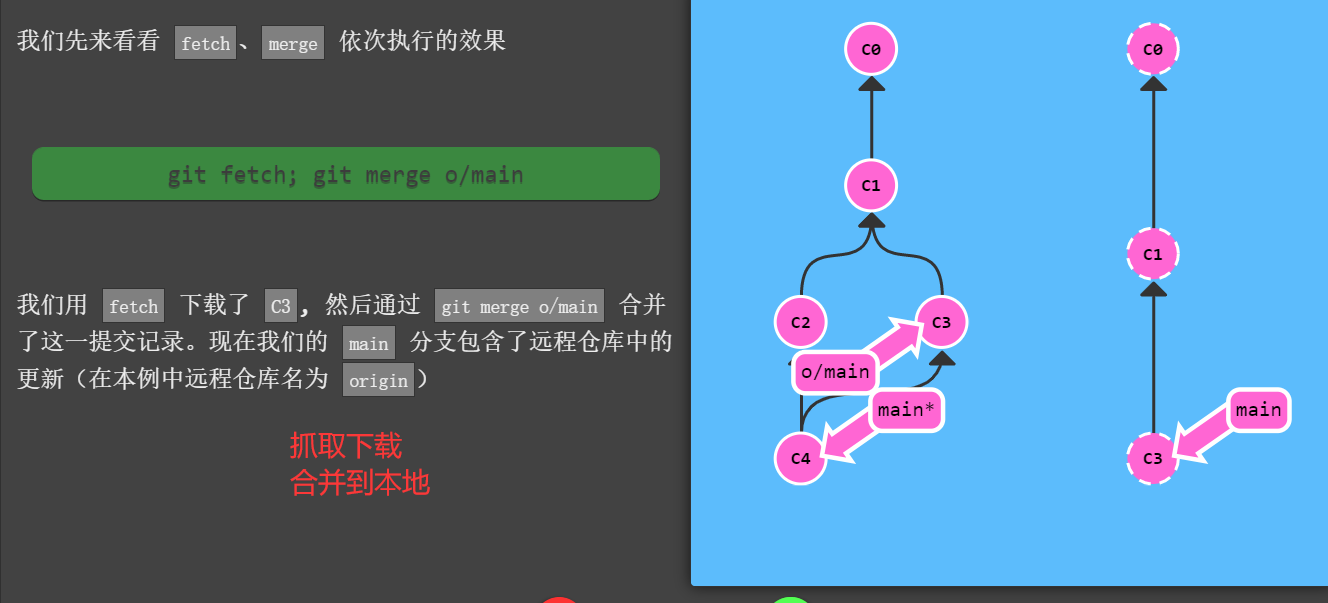 我们先来看看 fetch、merge 依次执行的效果
git fetch; git merge o/main
我们用 fetch 下载了 C3, 然后通过 git merge o/main 合并
了这一提交记录。现在我们的 main 分支包含了远程仓库中的
更新（在本例中远程仓库名为 origin）
抓取下载
合并到本地
C0
C1
C2
C3
o/main
main*
C4
C0
C1
main
C3